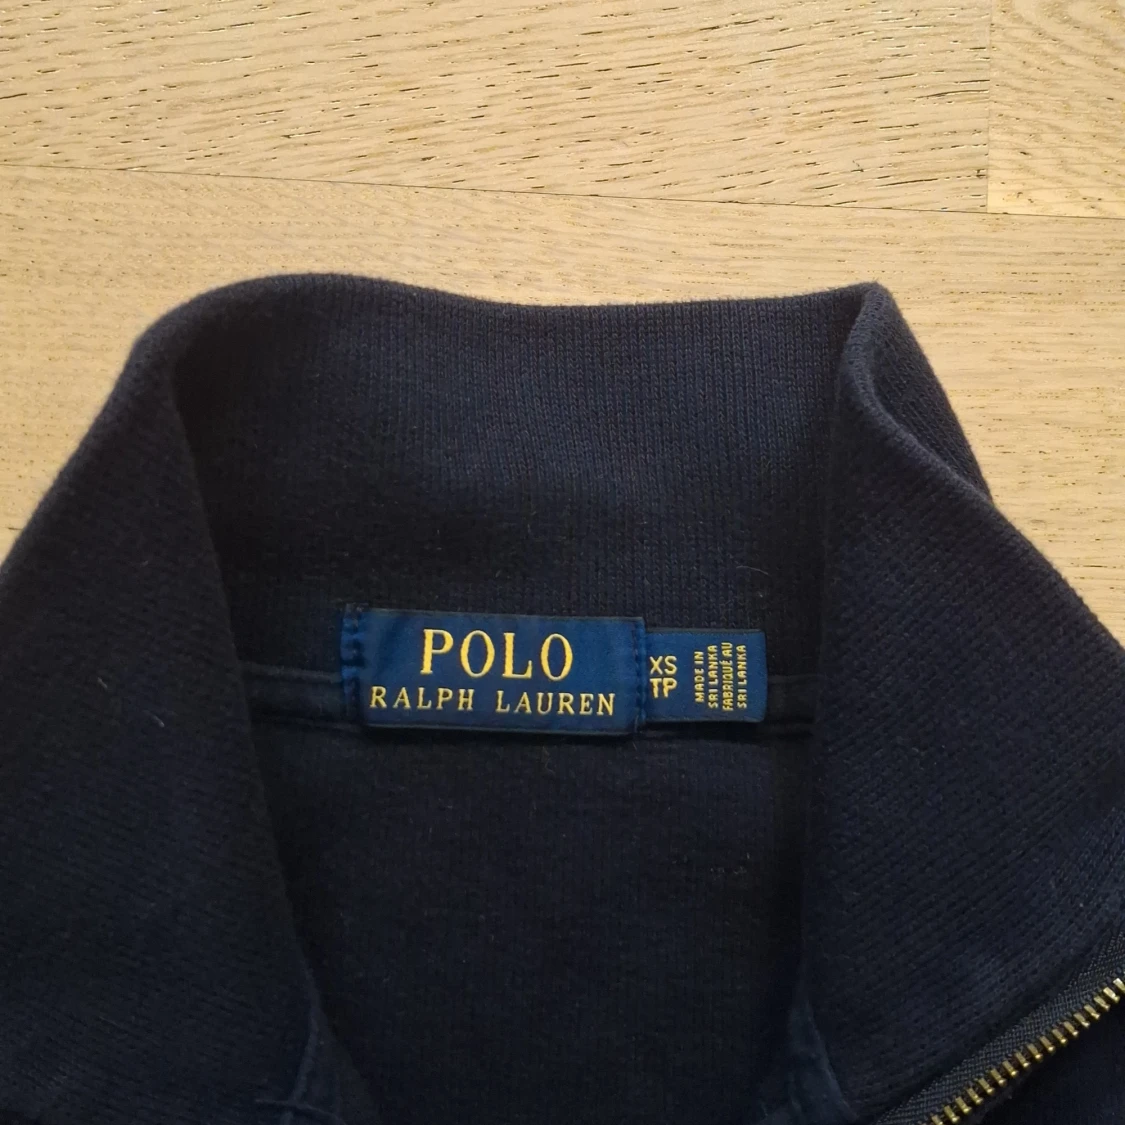 POLO
RALPH LAUREN
XS
TP
MADE IN
SRI LANKA
FABRIQUÉ AU
SRI LANKA